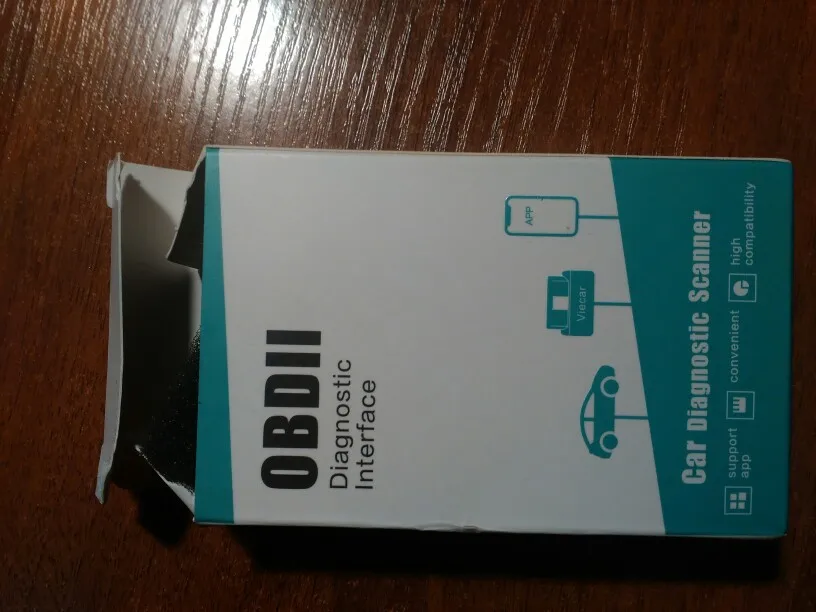 OBDII
Diagnostic
Interface
Viecar
APP
Car Diagnostic Scanner
support
app
convenient
high
compatibility